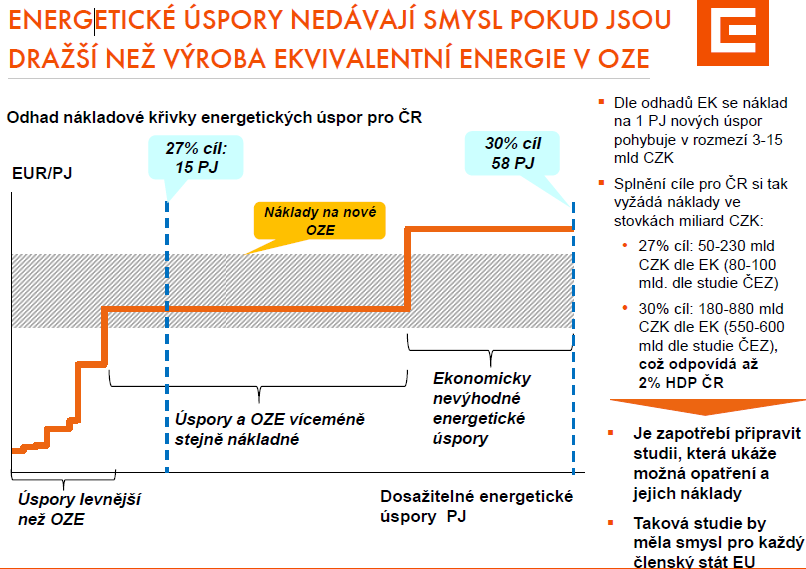 ENERGETICKÉ ÚSPORY NEDÁVAJÍ SMYSL POKUD JSOU
DRAŽŠÍ NEŽ VÝROBA EKVIVALENTNÍ ENERGIE V OZE
Odhad nákladové křivky energetických úspor pro ČR
EUR/PJ
27% cíl:
15 PJ
30% cíl
58 PJ
Náklady na nové
OZE
Úspory a OZE víceméně
stejně nákladné
Ekonomicky
nevýhodné
energetické
úspory
Úspory levnější
než OZE
Dosažitelné energetické
úspory PJ
▪ Dle odhadů EK se náklad
na 1 PJ nových úspor
pohybuje v rozmezí 3-15
mld CZK
▪ Splnění cíle pro ČR si tak
vyžádá náklady ve
stovkách miliard CZK:
• 27% cíl: 50-230 mld
CZK dle EK (80-100
mld. dle studie ČEZ)
• 30% cíl: 180-880 mld
CZK dle EK (550-600
mld dle studie ČEZ),
což odpovídá až
2% HDP ČR
▪ Je zapotřebí připravit
studii, která ukáže
možná opatření a
jejich náklady
▪ Taková studie by
měla smysl pro každý
členský stát EU